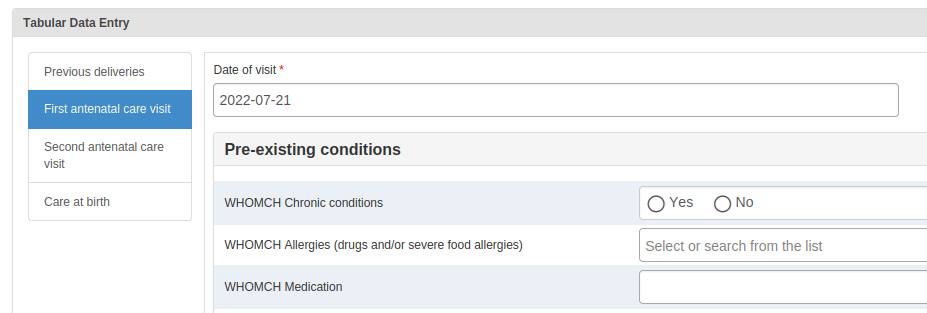 Tabular Data Entry
Previous deliveries
First antenatal care visit
Second antenatal care
visit
Care at birth
Date of visit *
2022-07-21
Pre-existing conditions
WHOMCH Chronic conditions
Yes No
WHOMCH Allergies (drugs and/or severe food allergies)
Select or search from the list
WHOMCH Medication